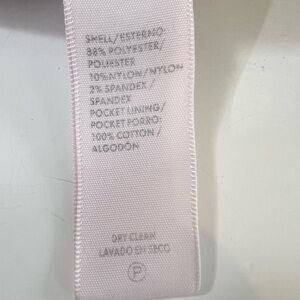 SHELL/ESTERNO:
88% POLYESTER/
POLIESTER
10%NYLON/NYLON
2% SPANDEX/
SPANDEX
POCKET LINING/
POCKET FORRO:
100% COTTON/
ALGODÓN
DRY CLEAN
LAVADO EN SECO
P